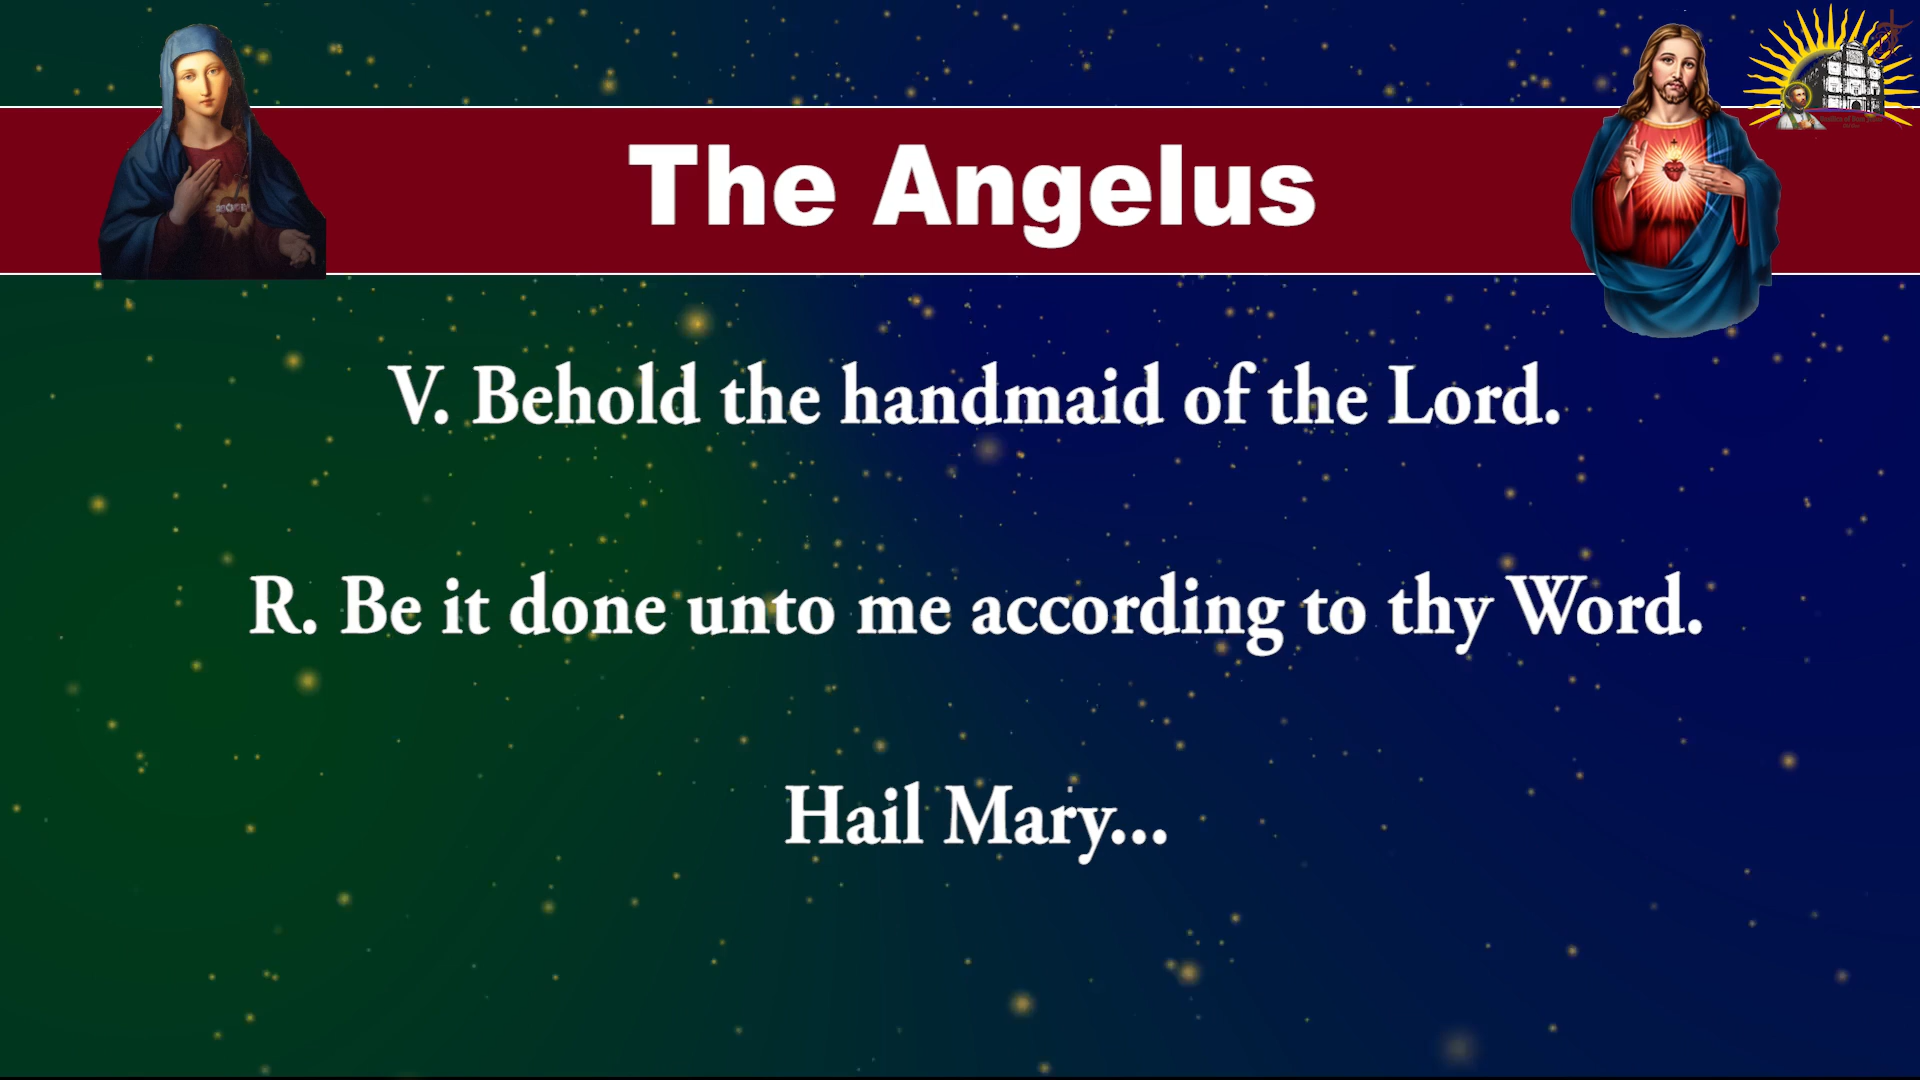 The Angelus
V. Behold the handmaid of the Lord.
R. Be it done unto me according to thy Word.
Hail Mary...